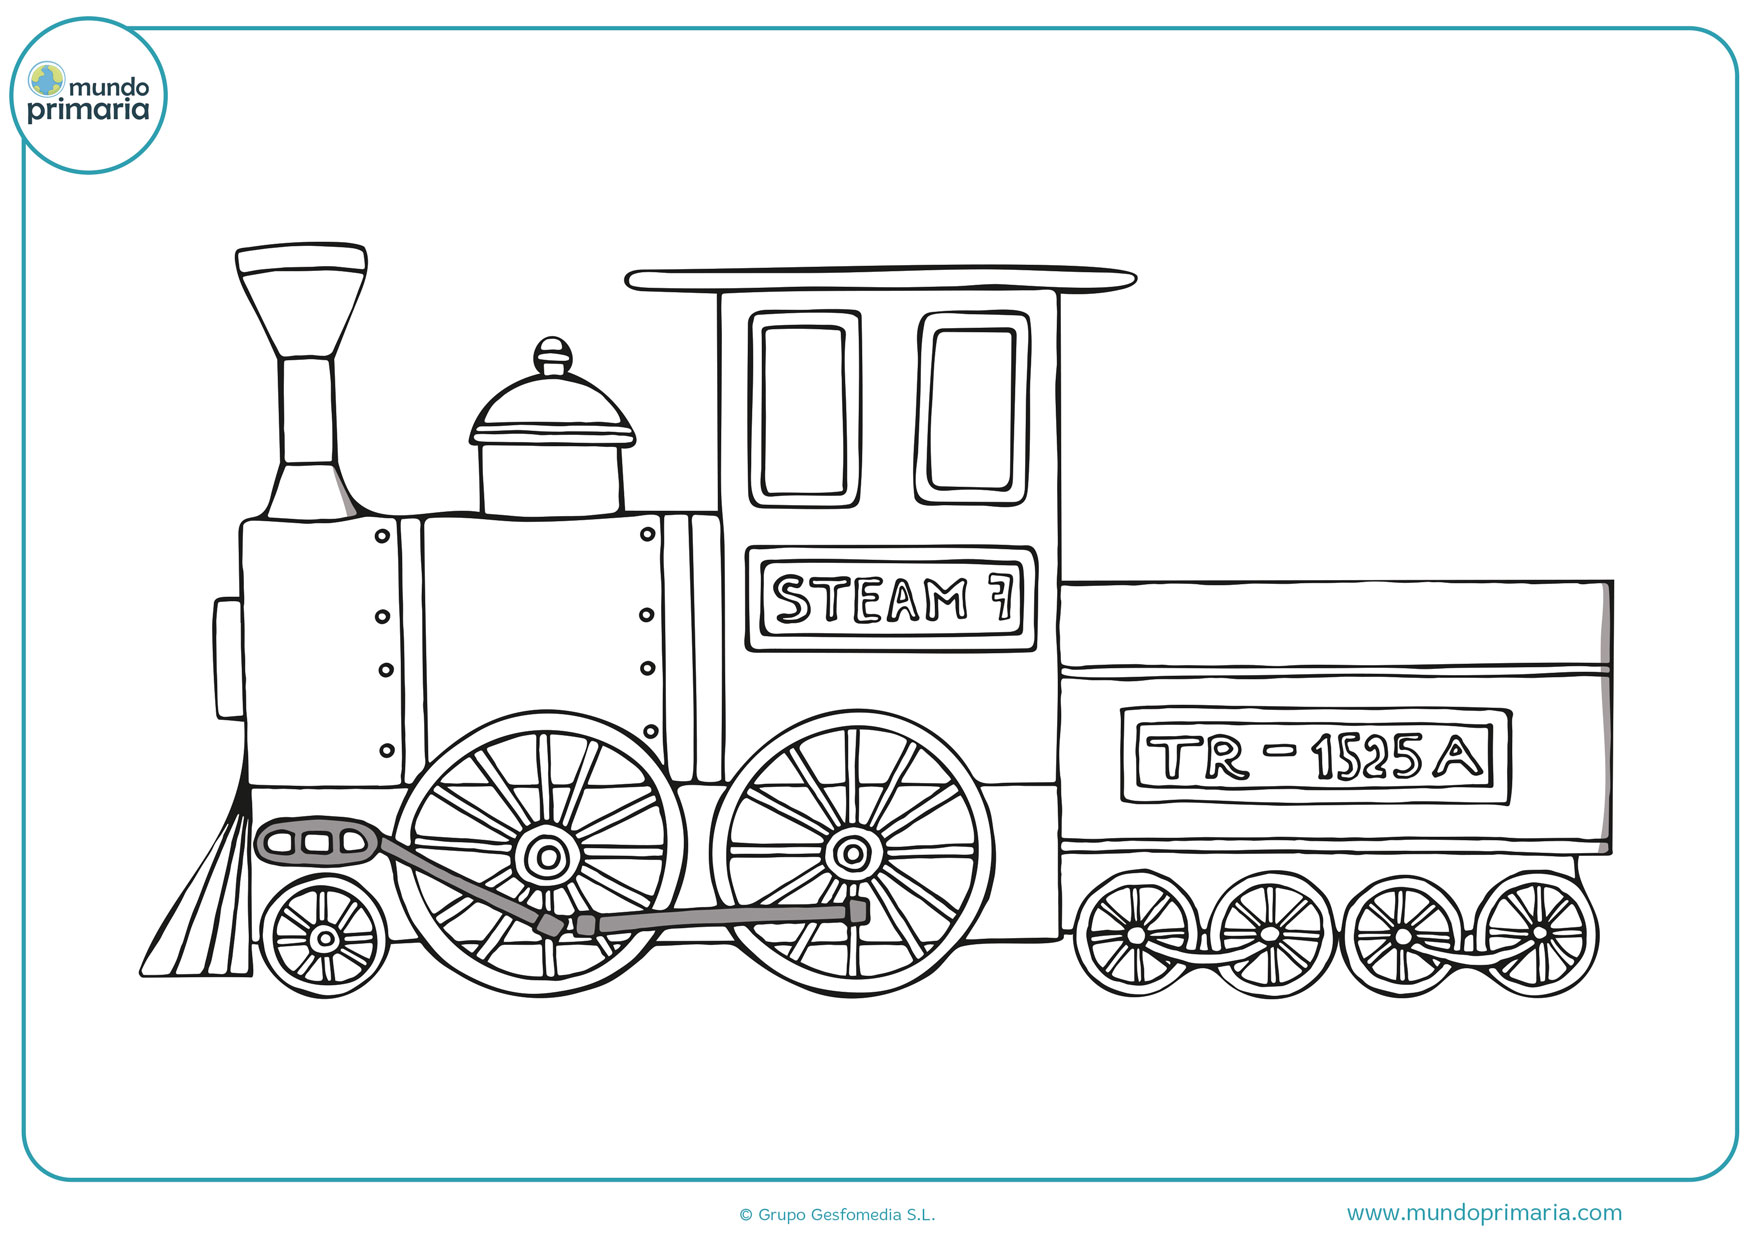 mundo
primaria
STEAM 7
TR - 1525 A
© Grupo Gesfomedia S.L.
www.mundoprimaria.com